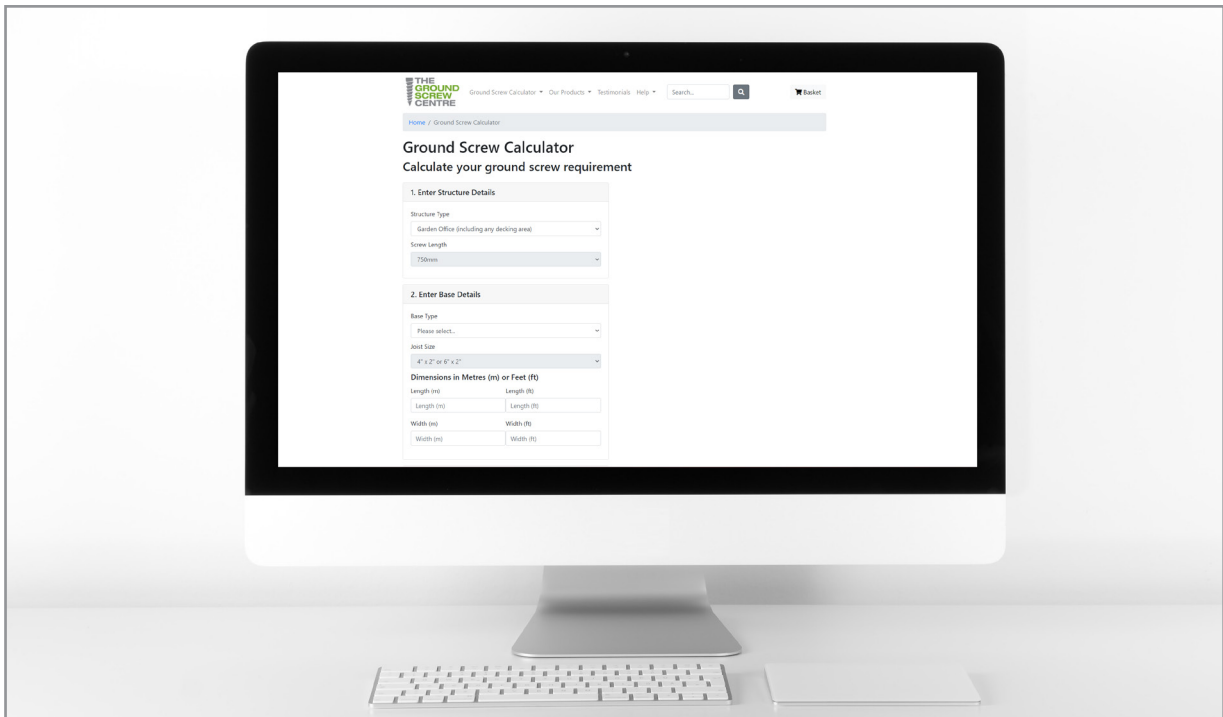 THE
GROUND
SCREW
CENTRE
Ground Screw Calculator Our Products Testimonials Help Search... Basket
Home / Ground Screw Calculator
Ground Screw Calculator
Calculate your ground screw requirement
1. Enter Structure Details
Structure Type
Garden Office (including any decking area)
Screw Length
750mm
2. Enter Base Details
Base Type
Please select...
Joist Size
4" x 2" or 6" x 2"
Dimensions in Metres (m) or Feet (ft)
Length (m) Length (ft)
Length (m) Length (ft)
Width (m) Width (ft)
Width (m) Width (ft)